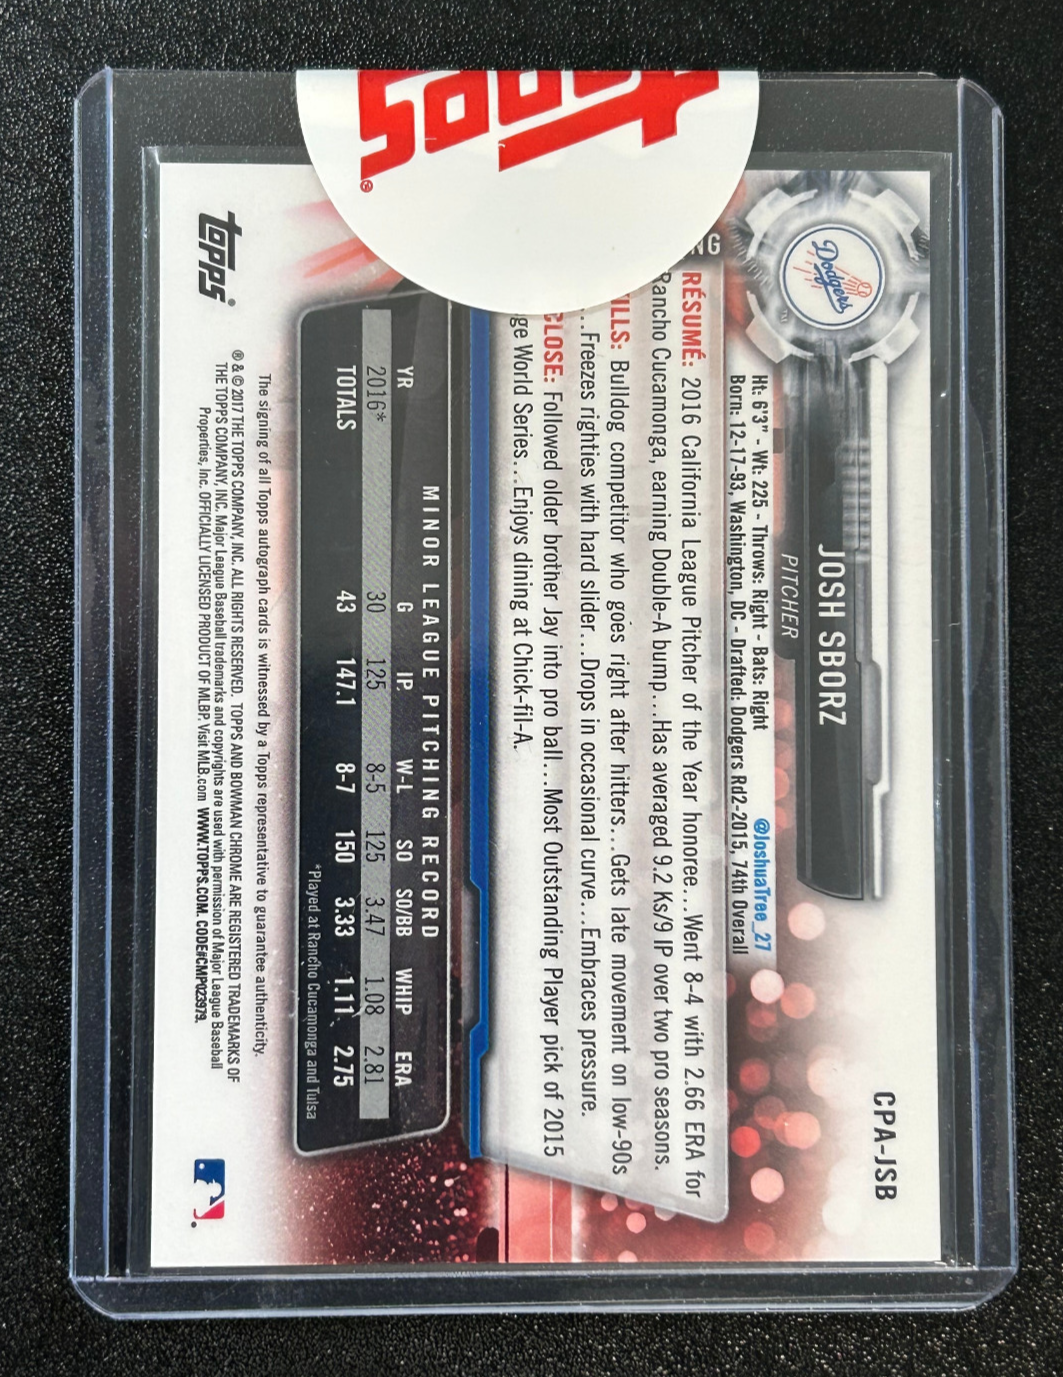 CPA-JSB
JOSH SBORZ
PITCHER
Dodgers
Ht: 6'3" - Wt: 225 - Throws: Right - Bats: Right @JoshuaTree_27
Born: 12-17-93, Washington, DC - Drafted: Dodgers Rd2-2015, 74th Overall
NG RÉSUMÉ: 2016 California League Pitcher of the Year honoree...Went 8-4 with 2.66 ERA for
Rancho Cucamonga, earning Double-A bump....Has averaged 9.2 Ks/9 IP over two pro seasons.
ILLS: Bulldog competitor who goes right after hitters...Gets late movement on low-90s
...Freezes righties with hard slider...Drops in occasional curve....Embraces pressure.
CLOSE: Followed older brother Jay into pro ball...Most Outstanding Player pick of 2015
ge World Series...Enjoys dining at Chick-fil-A.
MINOR LEAGUE PITCHING RECORD
YR G IP W-L SO SO/BB WHIP ERA
2016* 30 125 8-5 125 3.47 1.08 2.81
TOTALS 43 147.1 8-7 150 3.33 1.11 2.75
*Played at Rancho Cucamonga and Tulsa
The signing of all Topps autograph cards is witnessed by a Topps representative to guarantee authenticity.
® & © 2017 THE TOPPS COMPANY, INC. ALL RIGHTS RESERVED. TOPPS AND BOWMAN CHROME ARE REGISTERED TRADEMARKS OF
THE TOPPS COMPANY, INC. Major League Baseball trademarks and copyrights are used with permission of Major League Baseball
Properties, Inc. OFFICIALLY LICENSED PRODUCT OF MLBP. Visit MLB.com WWW.TOPPS.COM. CODE#CMP023979.
topps®